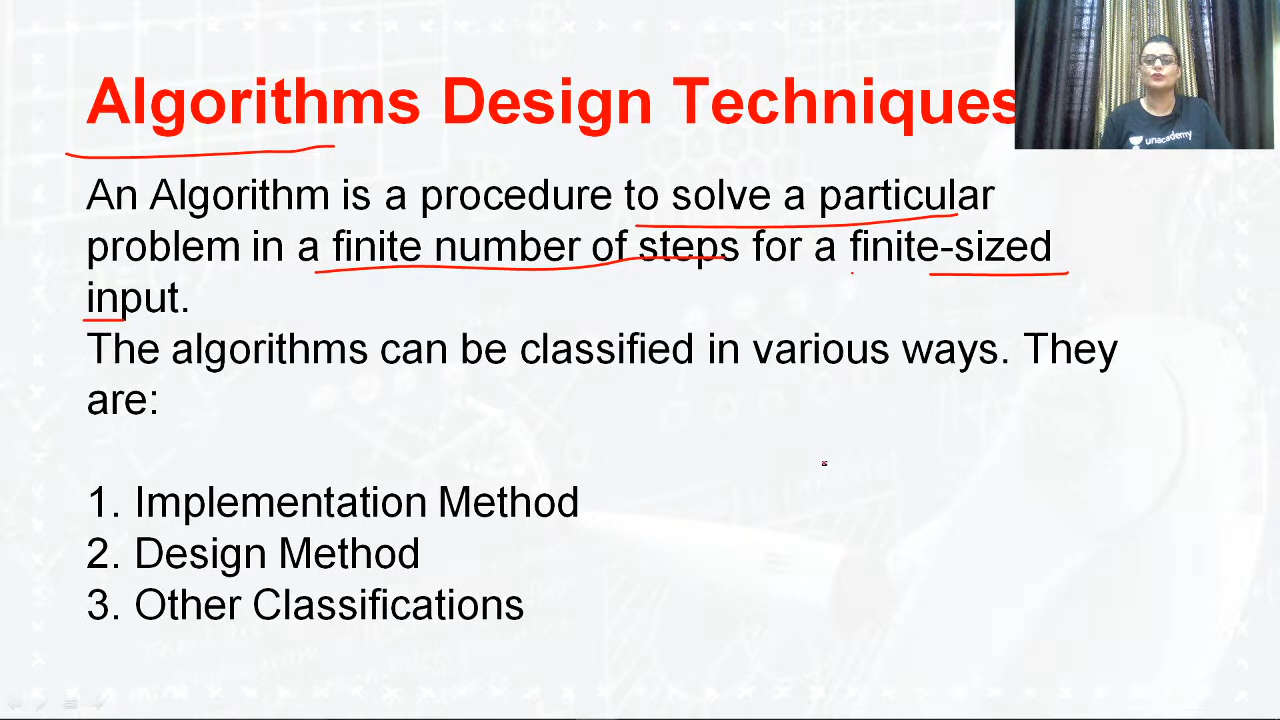 Algorithms Design Techniques
unacademy
An Algorithm is a procedure to solve a particular
problem in a finite number of steps for a finite-sized
input.
The algorithms can be classified in various ways. They
are:
1. Implementation Method
2. Design Method
3. Other Classifications